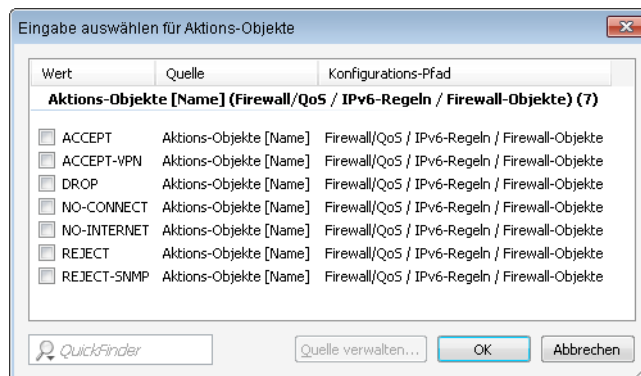 Eingabe auswählen für Aktions-Objekte
Wert Quelle Konfigurations-Pfad
Aktions-Objekte [Name] (Firewall/QoS / IPv6-Regeln / Firewall-Objekte) (7)
ACCEPT Aktions-Objekte [Name] Firewall/QoS / IPv6-Regeln / Firewall-Objekte
ACCEPT-VPN Aktions-Objekte [Name] Firewall/QoS / IPv6-Regeln / Firewall-Objekte
DROP Aktions-Objekte [Name] Firewall/QoS / IPv6-Regeln / Firewall-Objekte
NO-CONNECT Aktions-Objekte [Name] Firewall/QoS / IPv6-Regeln / Firewall-Objekte
NO-INTERNET Aktions-Objekte [Name] Firewall/QoS / IPv6-Regeln / Firewall-Objekte
REJECT Aktions-Objekte [Name] Firewall/QoS / IPv6-Regeln / Firewall-Objekte
REJECT-SNMP Aktions-Objekte [Name] Firewall/QoS / IPv6-Regeln / Firewall-Objekte
QuickFinder Quelle verwalten... OK Abbrechen